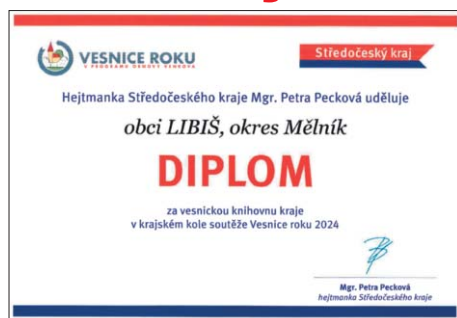 VESNICE ROKU
V PROGRAMU OBNOVY VENKOVA
Středočeský kraj
Hejtmanka Středočeského kraje Mgr. Petra Pecková uděluje
obci LIBIŠ, okres Mělník
DIPLOM
za vesnickou knihovnu kraje
v krajském kole soutěže Vesnice roku 2024
Mgr. Petra Pecková
hejtmanka Středočeského kraje